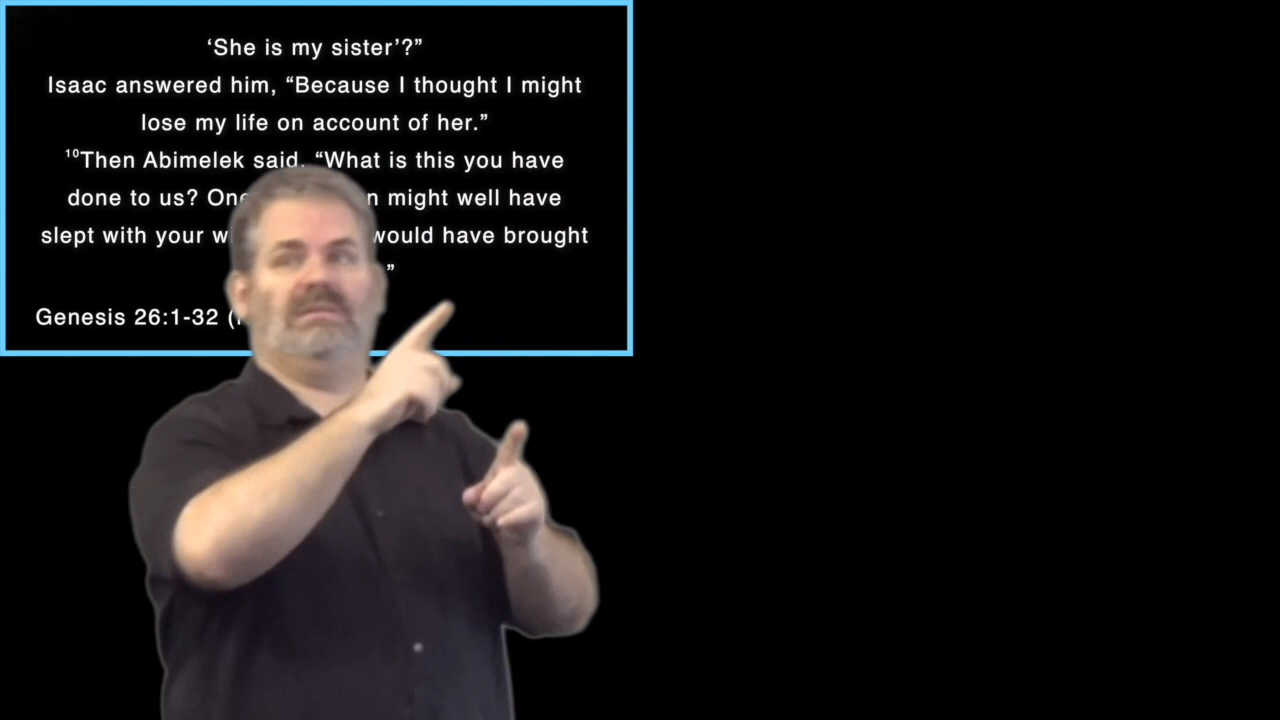 ‘She is my sister’?”
Isaac answered him, “Because I thought I might
lose my life on account of her.”
10Then Abimelek said, “What is this you have
done to us? One might well have
slept with your would have brought
”
Genesis 26:1-32 (